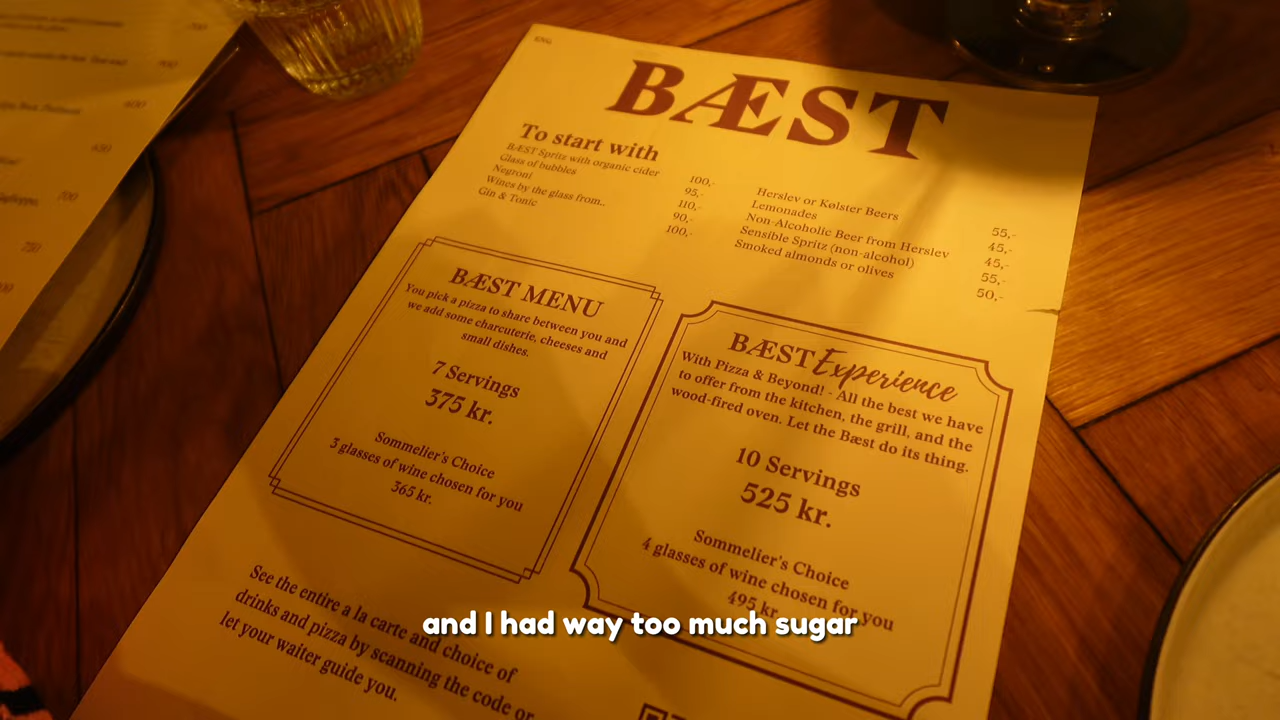 ENG
BÆST
To start with
BÆST Spritz with organic cider 100,-
Glass of bubbles 95,-
Negroni 110,-
Wines by the glass from.. 90,-
Gin & Tonic 100,-
Herslev or Kølster Beers 55,-
Lemonades 45,-
Non-Alcoholic Beer from Herslev 45,-
Sensible Spritz (non-alcohol) 55,-
Smoked almonds or olives 50,-
BÆST MENU
You pick a pizza to share between you and
we add some charcuterie, cheeses and
small dishes.
7 Servings
375 kr.
Sommelier's Choice
3 glasses of wine chosen for you
365 kr.
BÆST Experience
With Pizza & Beyond! - All the best we have
to offer from the kitchen, the grill, and the
wood-fired oven. Let the Bæst do its thing.
10 Servings
525 kr.
Sommelier's Choice
4 glasses of wine chosen for you
495 kr.
See the entire a la carte and choice of
drinks and pizza by scanning the code or
let your waiter guide you.
and I had way too much sugar